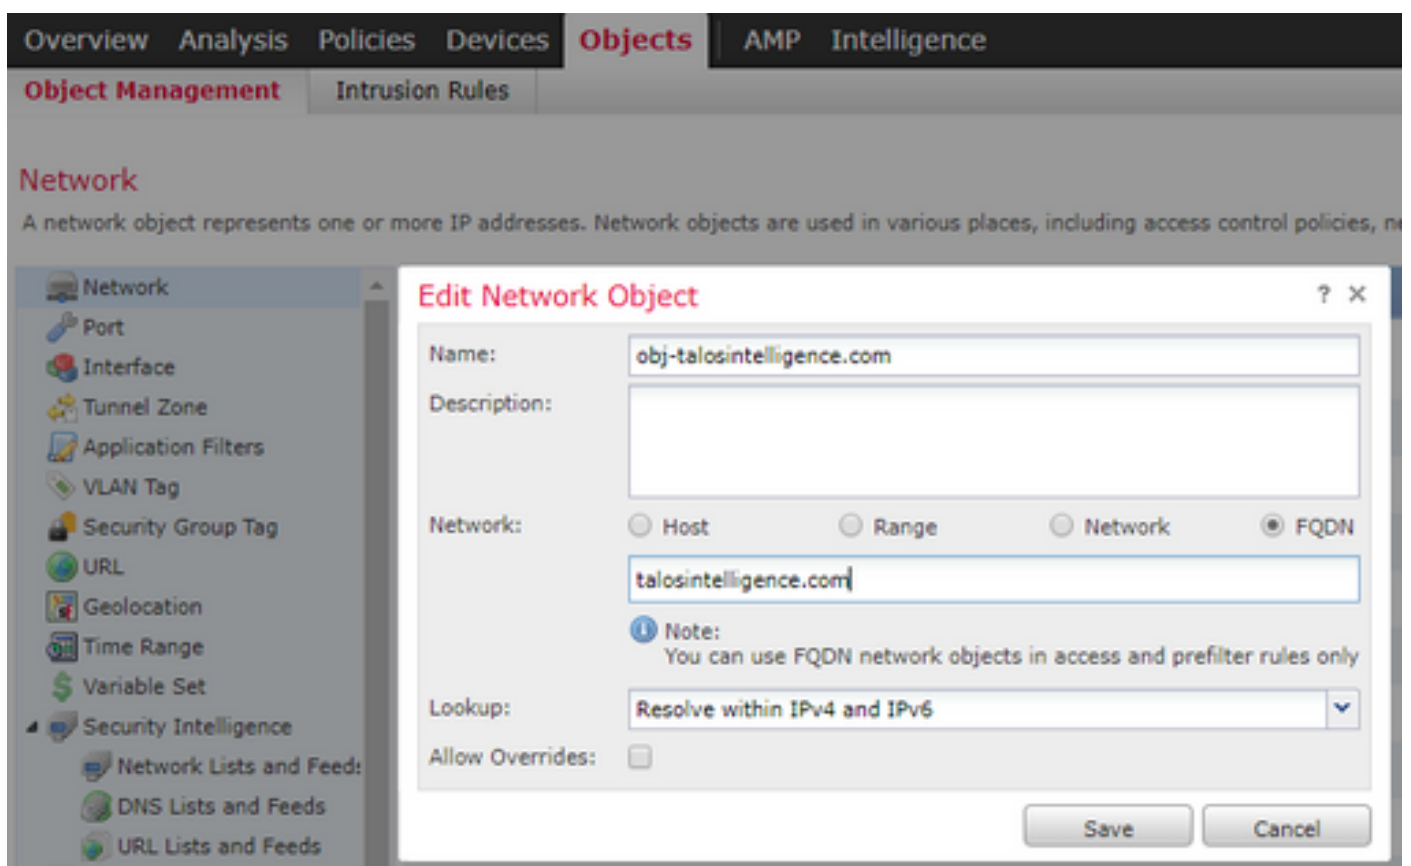 Overview Analysis Policies Devices Objects AMP Intelligence
Object Management Intrusion Rules
Network
A network object represents one or more IP addresses. Network objects are used in various places, including access control policies, ne
Network
Port
Interface
Tunnel Zone
Application Filters
VLAN Tag
Security Group Tag
URL
Geolocation
Time Range
Variable Set
Security Intelligence
Network Lists and Feeds
DNS Lists and Feeds
URL Lists and Feeds
Edit Network Object ? ×
Name: obj-talosintelligence.com
Description:
Network: Host Range Network FQDN
talosintelligence.com
Note:
You can use FQDN network objects in access and prefilter rules only
Lookup: Resolve within IPv4 and IPv6
Allow Overrides:
Save Cancel